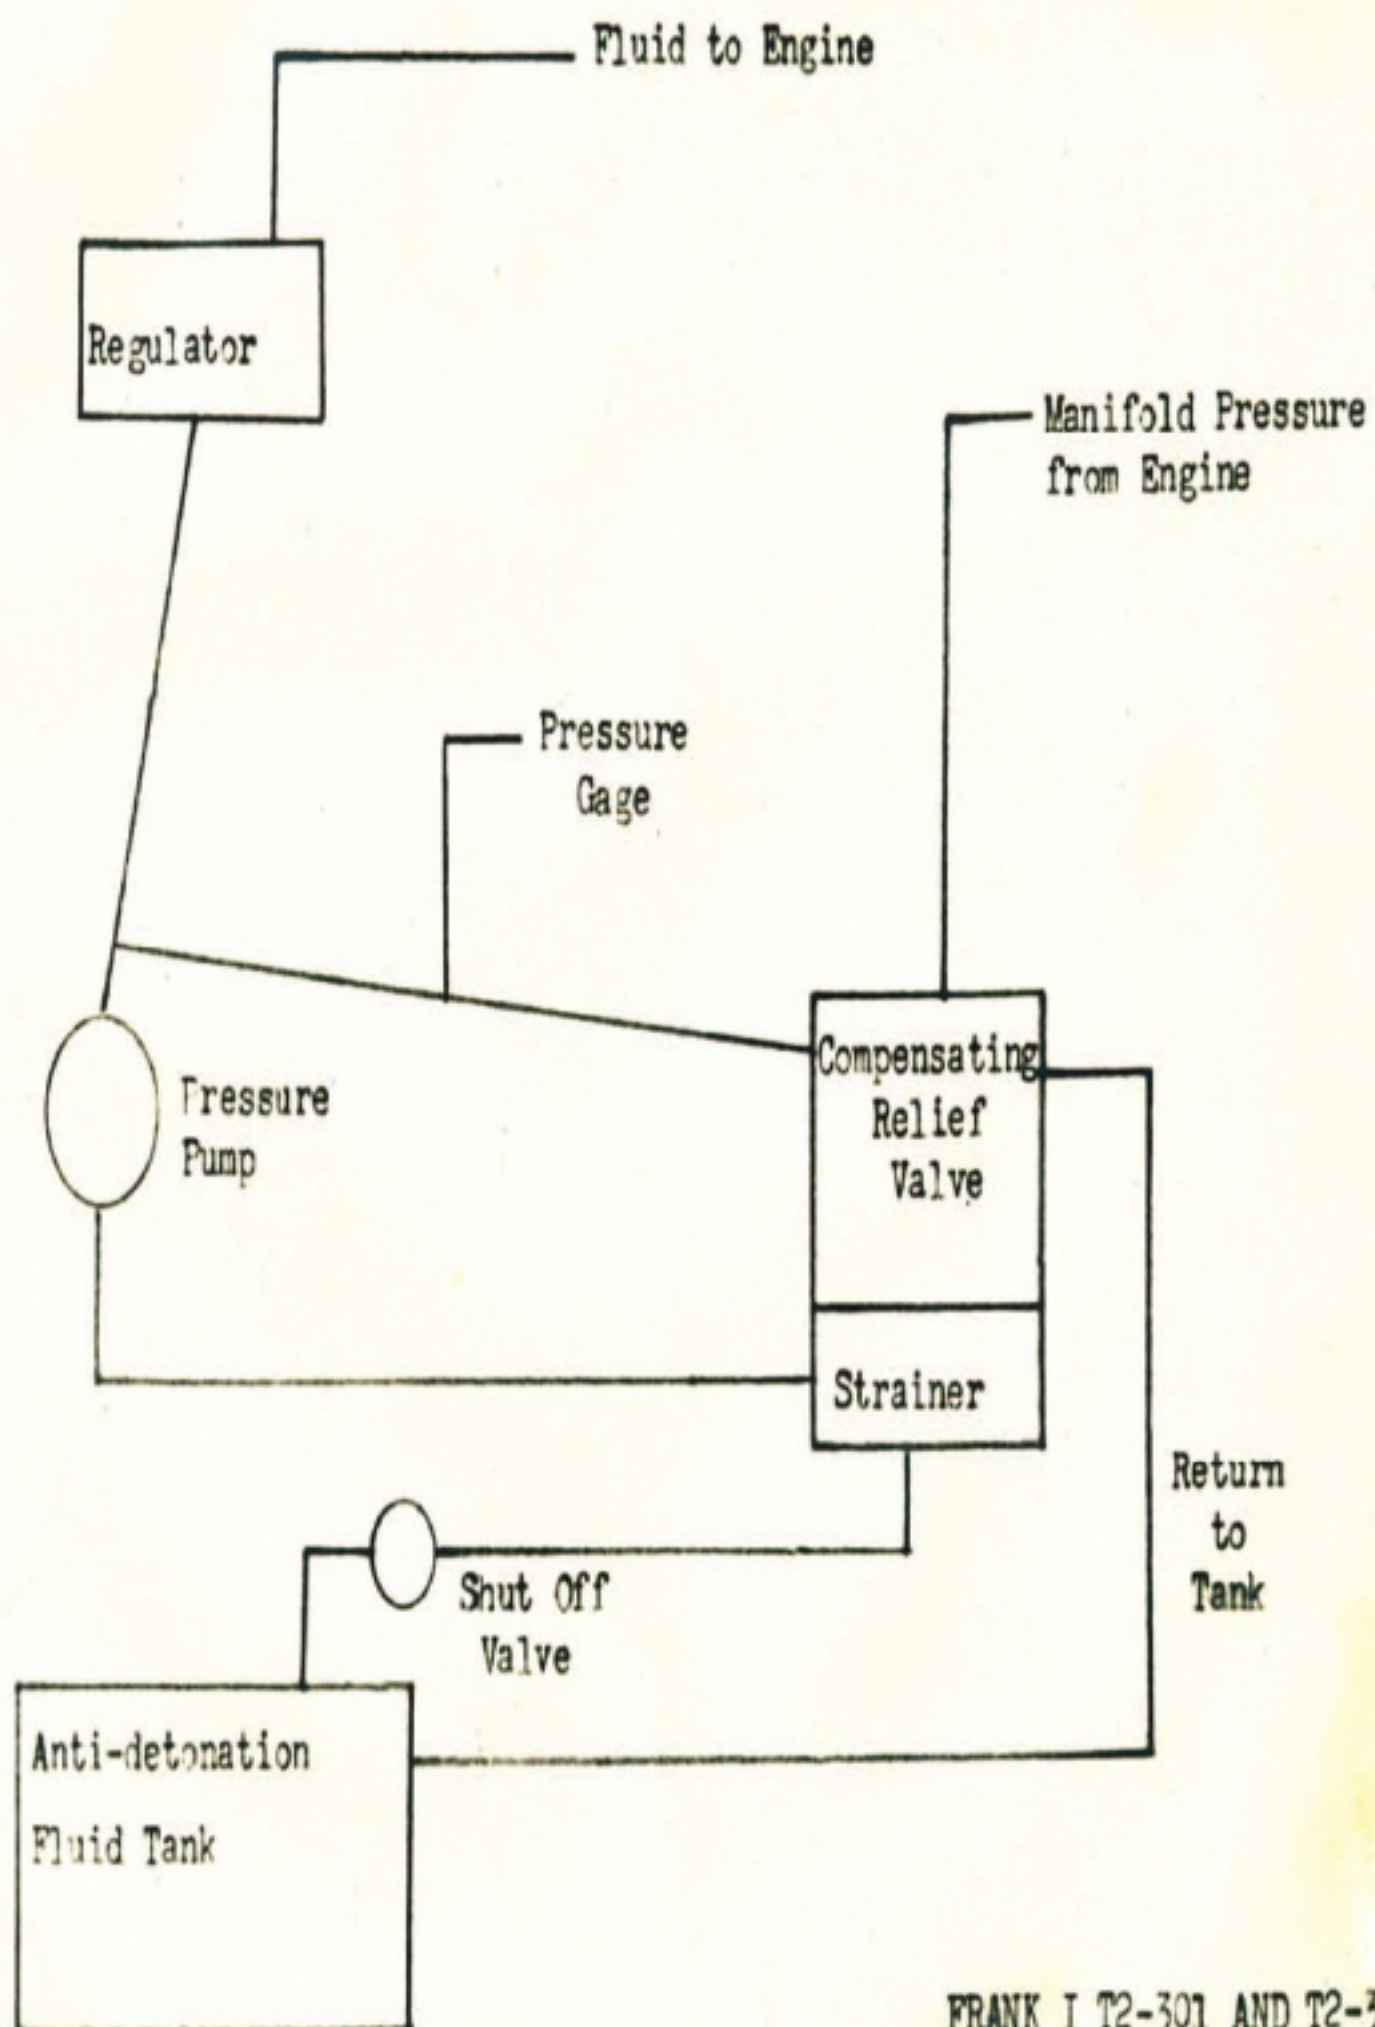 Fluid to Engine
Regulator
Manifold Pressure
from Engine
Pressure
Gage
Pressure
Pump
Compensating
Relief
Valve
Strainer
Return
to
Tank
Shut Off
Valve
Anti-detonation
Fluid Tank
FRANK I T2-301 AND